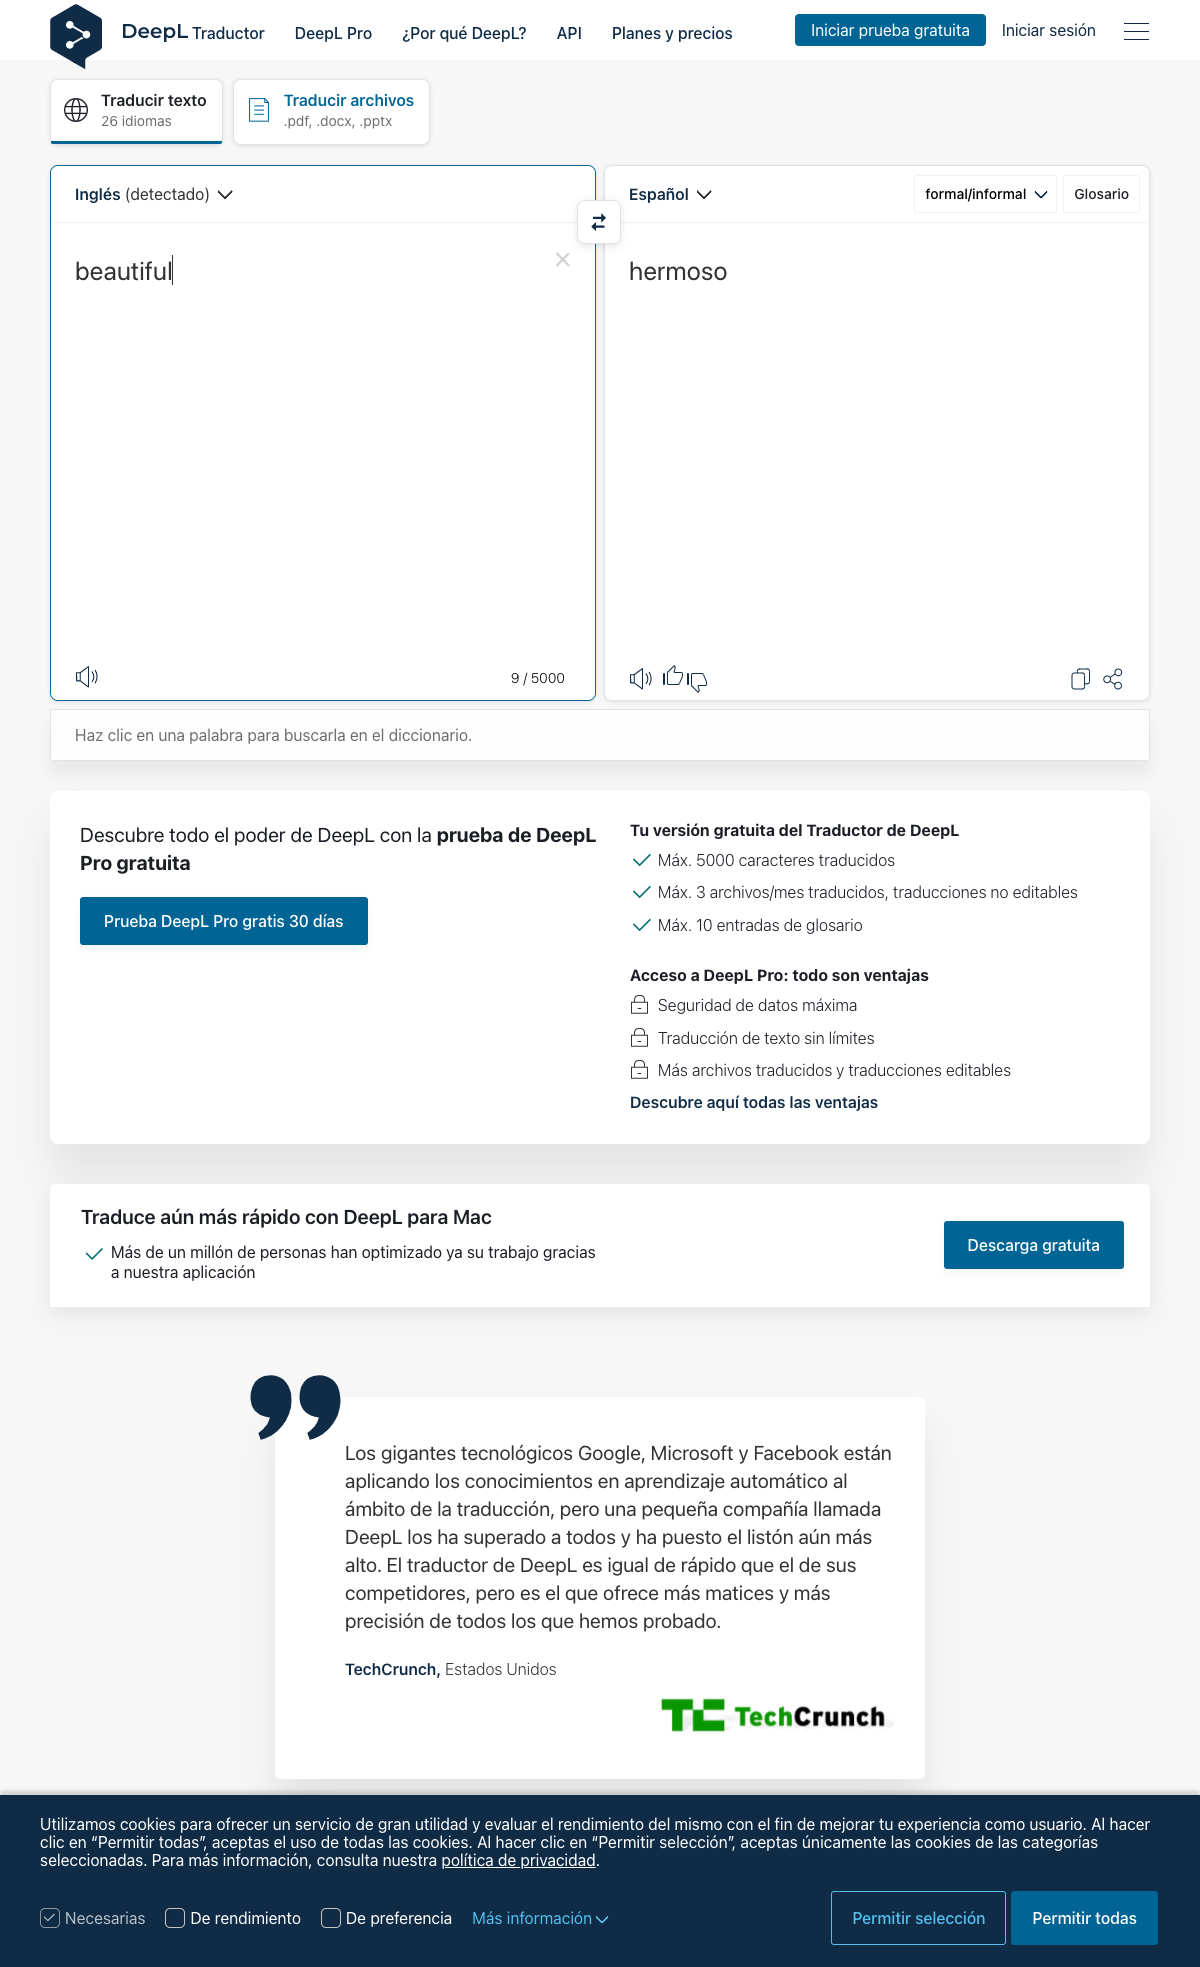 DeepL Traductor DeepL Pro ¿Por qué DeepL? API Planes y precios Iniciar prueba gratuita Iniciar sesión
Traducir texto
26 idiomas
Traducir archivos
.pdf, .docx, .pptx
Inglés (detectado)
Español
formal/informal
Glosario
beautiful
hermoso
9 / 5000
Haz clic en una palabra para buscarla en el diccionario.
Descubre todo el poder de DeepL con la prueba de DeepL
Pro gratuita
Prueba DeepL Pro gratis 30 días
Tu versión gratuita del Traductor de DeepL
Máx. 5000 caracteres traducidos
Máx. 3 archivos/mes traducidos, traducciones no editables
Máx. 10 entradas de glosario
Acceso a DeepL Pro: todo son ventajas
Seguridad de datos máxima
Traducción de texto sin límites
Más archivos traducidos y traducciones editables
Descubre aquí todas las ventajas
Traduce aún más rápido con DeepL para Mac
Más de un millón de personas han optimizado ya su trabajo gracias
a nuestra aplicación
Descarga gratuita
Los gigantes tecnológicos Google, Microsoft y Facebook están
aplicando los conocimientos en aprendizaje automático al
ámbito de la traducción, pero una pequeña compañía llamada
DeepL los ha superado a todos y ha puesto el listón aún más
alto. El traductor de DeepL es igual de rápido que el de sus
competidores, pero es el que ofrece más matices y más
precisión de todos los que hemos probado.
TechCrunch, Estados Unidos
TC TechCrunch
Utilizamos cookies para ofrecer un servicio de gran utilidad y evaluar el rendimiento del mismo con el fin de mejorar tu experiencia como usuario. Al hacer
clic en “Permitir todas”, aceptas el uso de todas las cookies. Al hacer clic en “Permitir selección”, aceptas únicamente las cookies de las categorías
seleccionadas. Para más información, consulta nuestra política de privacidad.
Necesarias De rendimiento De preferencia Más información
Permitir selección
Permitir todas